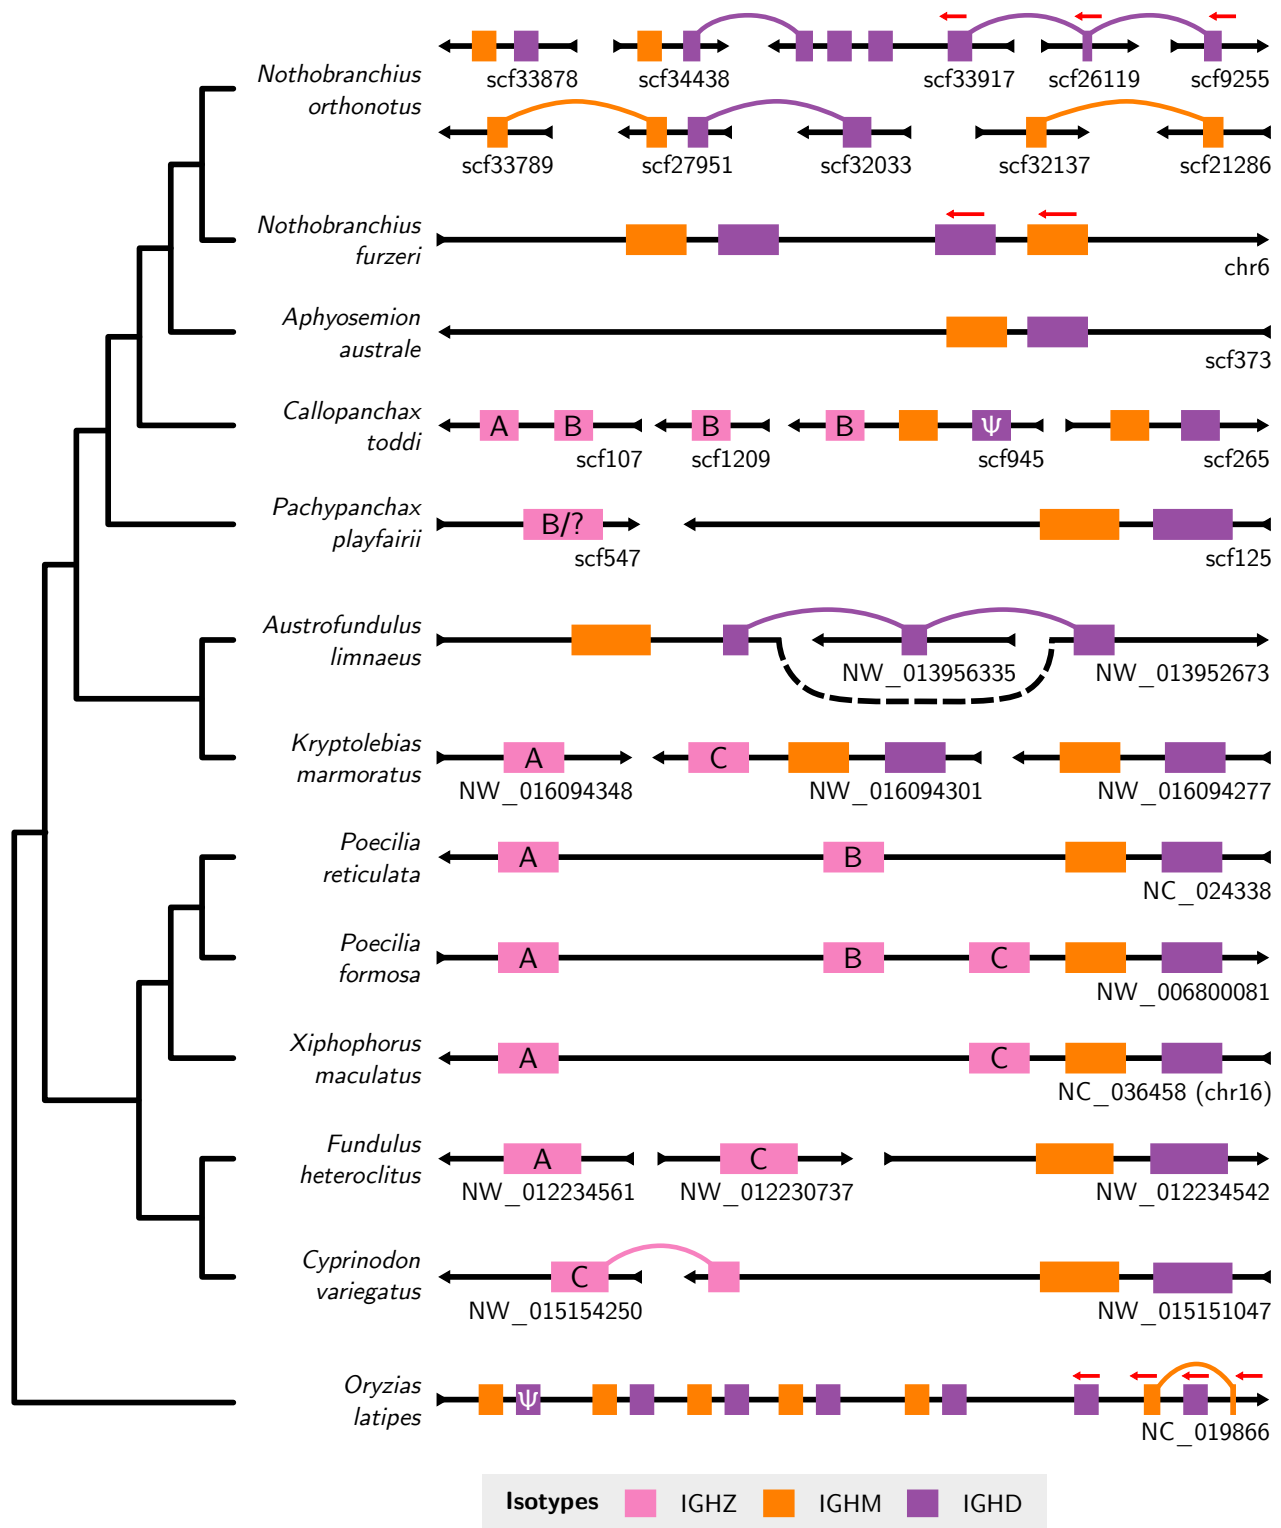 Nothobranchius
orthonotus
scf33878 scf34438 scf33917 scf26119 scf9255
scf33789 scf27951 scf32033 scf32137 scf21286
Nothobranchius
furzeri
chr6
Aphyosemion
australe
scf373
Callopanchax
toddi
A B B B ψ
scf107 scf1209 scf945 scf265
Pachypanchax
playfairii
B/?
scf547 scf125
Austrofundulus
limnaeus
NW_013956335 NW_013952673
Kryptolebias
marmoratus
A C
NW_016094348 NW_016094301 NW_016094277
Poecilia
reticulata
A B
NC_024338
Poecilia
formosa
A B C
NW_006800081
Xiphophorus
maculatus
A C
NC_036458 (chr16)
Fundulus
heteroclitus
A C
NW_012234561 NW_012230737 NW_012234542
Cyprinodon
variegatus
C
NW_015154250 NW_015151047
Oryzias
latipes
ψ
NC_019866
Isotypes IGHZ IGHM IGHD